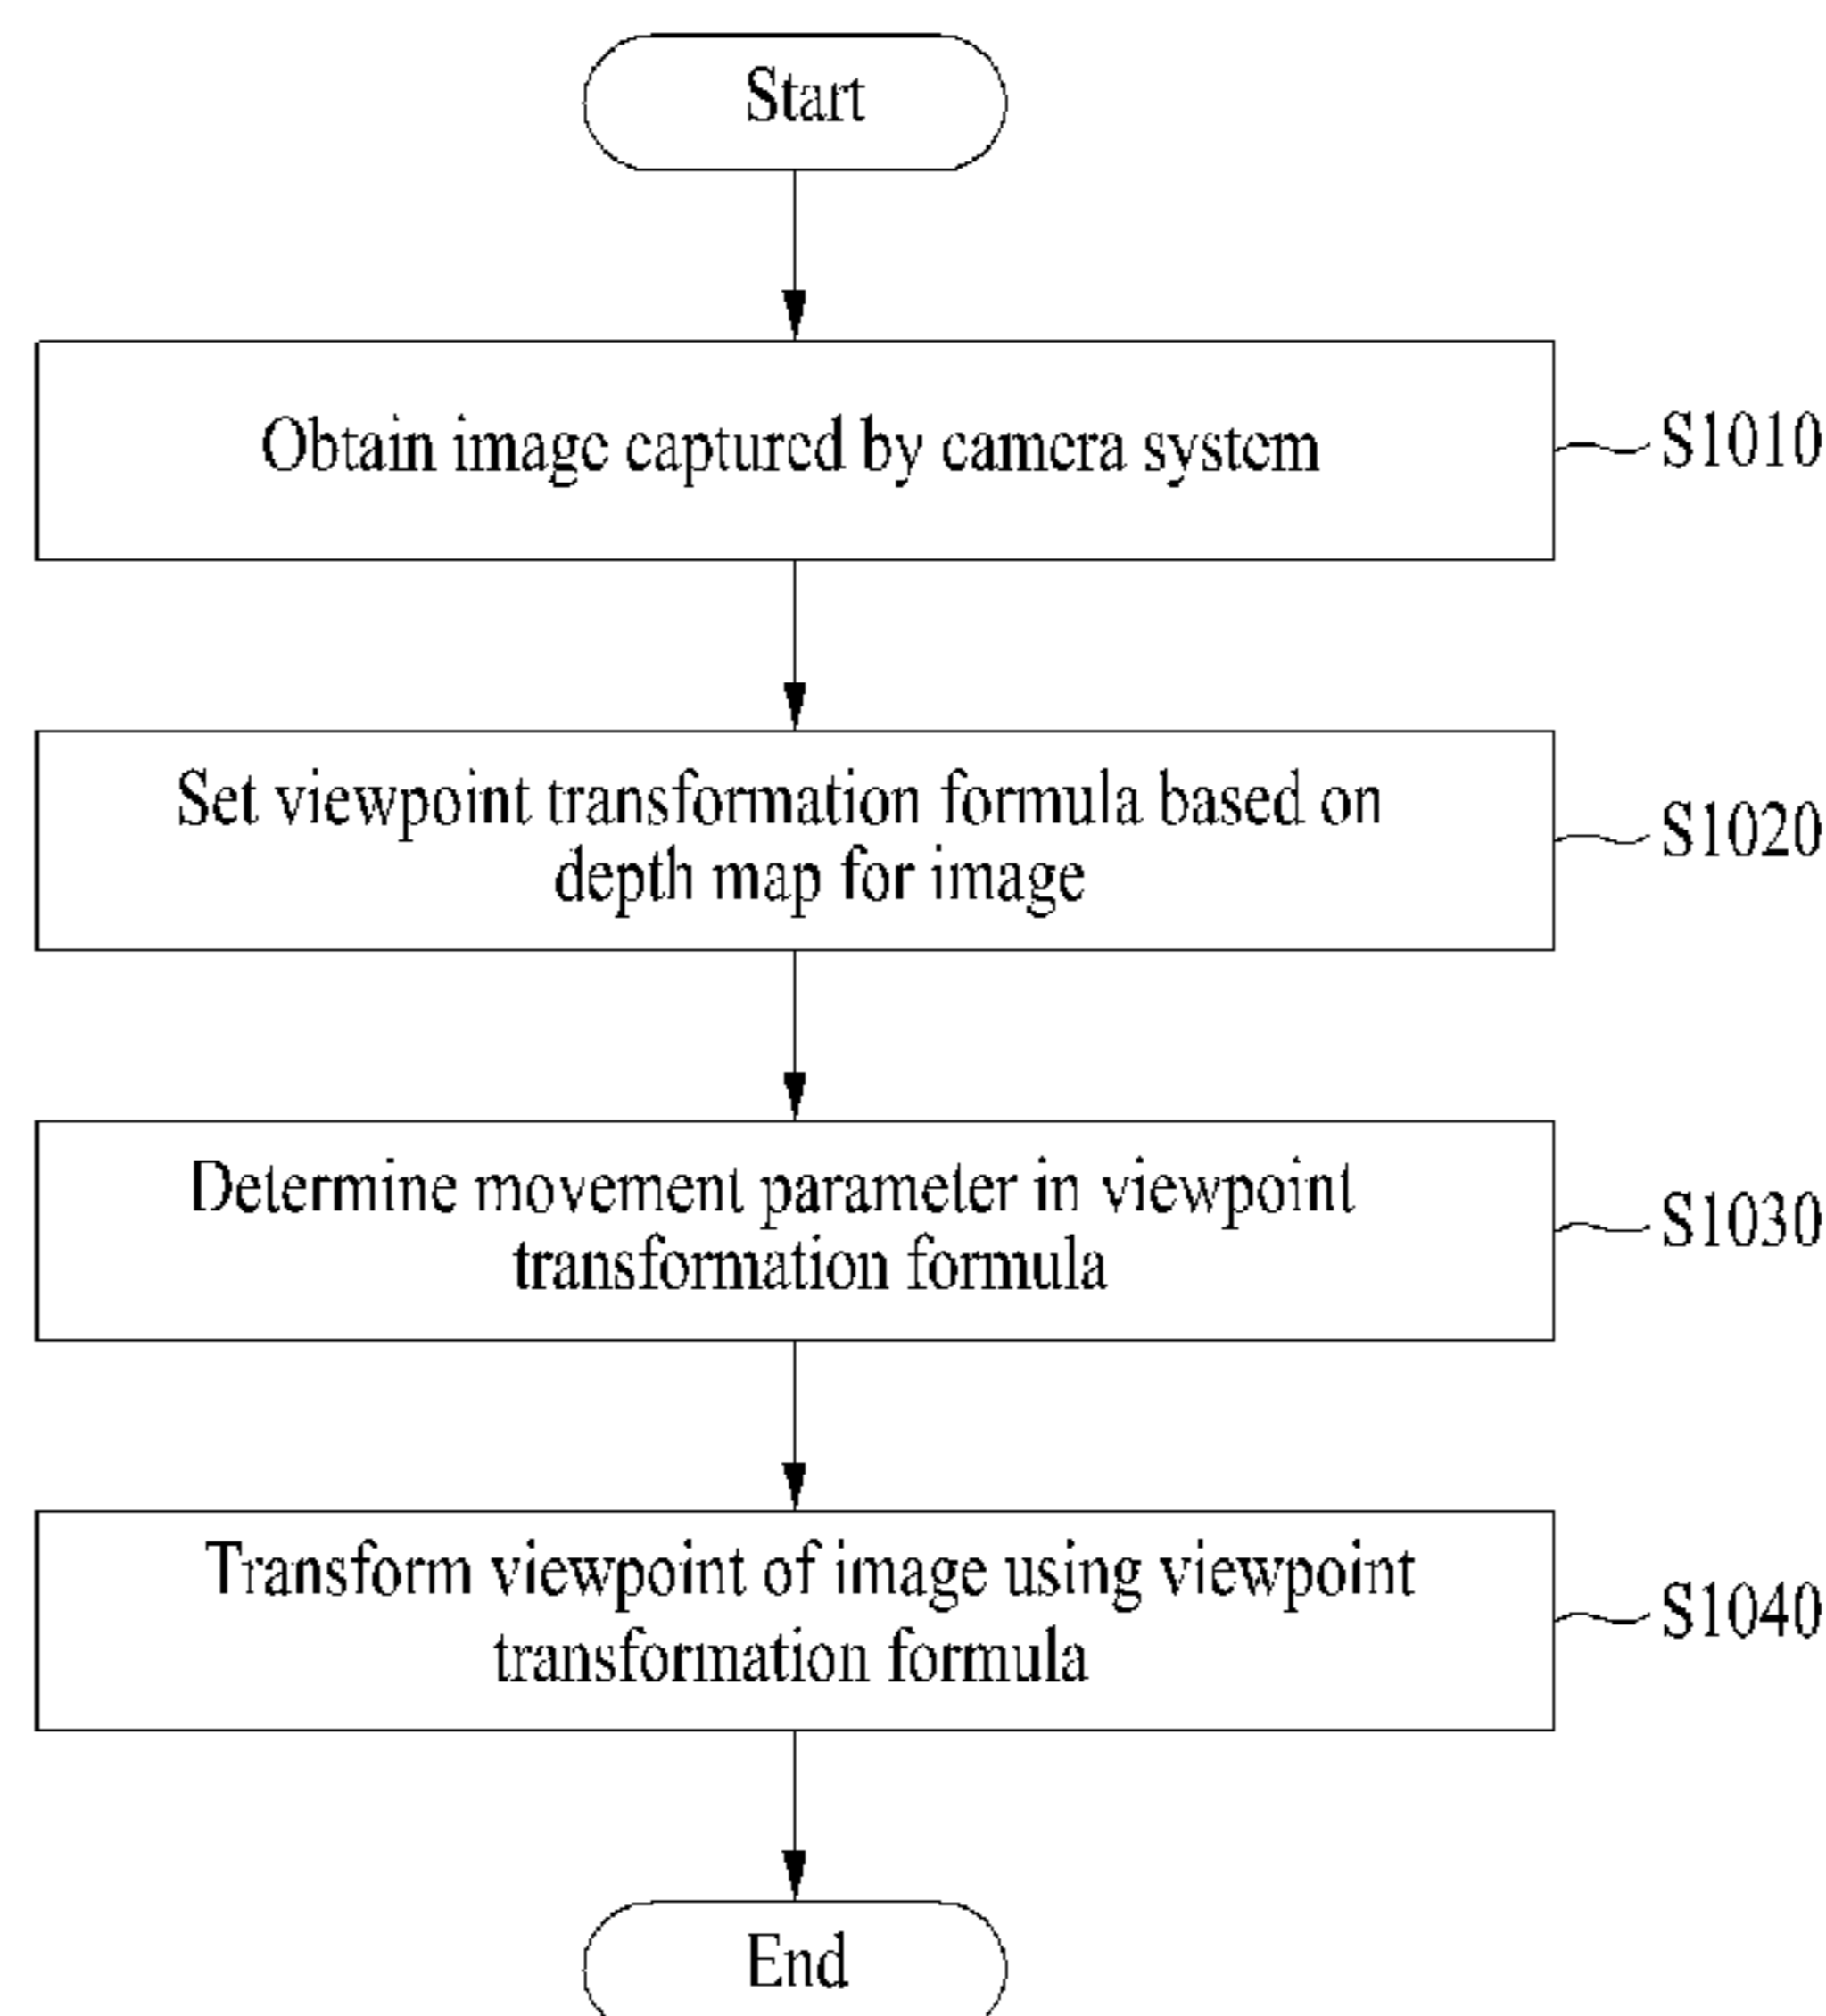 Start
Obtain image captured by camera system
S1010
Set viewpoint transformation formula based on
depth map for image
S1020
Determine movement parameter in viewpoint
transformation formula
S1030
Transform viewpoint of image using viewpoint
transformation formula
S1040
End